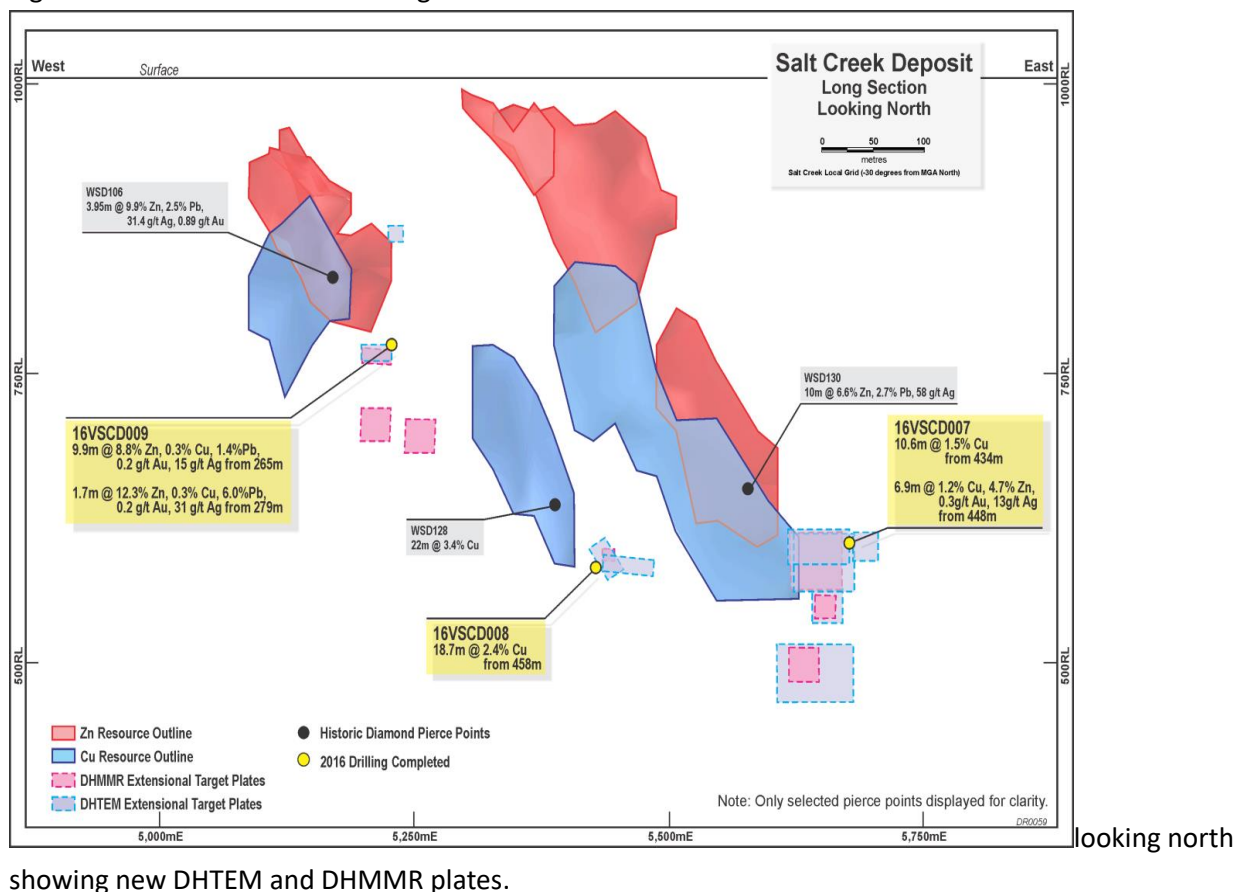 West
Surface
Salt Creek Deposit
Long Section
Looking North
0 50 100
metres
Salt Creek Local Grid (-30 degrees from MGA North)
East
1000RL
1000RL
WSD106
3.95m @ 9.9% Zn, 2.5% Pb,
31.4 g/t Ag, 0.89 g/t Au
750RL
750RL
WSD130
10m @ 6.6% Zn, 2.7% Pb, 58 g/t Ag
16VSCD009
9.9m @ 8.8% Zn, 0.3% Cu, 1.4%Pb,
0.2 g/t Au, 15 g/t Ag from 265m
1.7m @ 12.3% Zn, 0.3% Cu, 6.0%Pb,
0.2 g/t Au, 31 g/t Ag from 279m
16VSCD007
10.6m @ 1.5% Cu
from 434m
6.9m @ 1.2% Cu, 4.7% Zn,
0.3g/t Au, 13g/t Ag
from 448m
WSD128
22m @ 3.4% Cu
16VSCD008
18.7m @ 2.4% Cu
from 458m
500RL
500RL
Zn Resource Outline
Cu Resource Outline
DHMMR Extensional Target Plates
DHTEM Extensional Target Plates
Historic Diamond Pierce Points
2016 Drilling Completed
Note: Only selected pierce points displayed for clarity.
DR0059
5,000mE 5,250mE 5,500mE 5,750mE
looking north
showing new DHTEM and DHMMR plates.